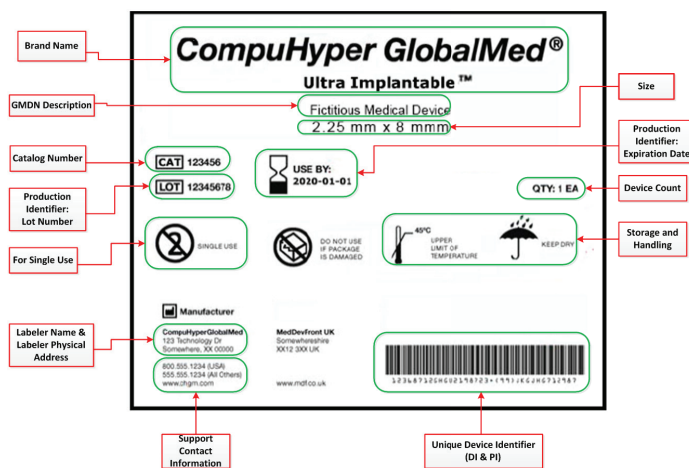 Brand Name
CompuHyper GlobalMed®
Ultra Implantable™
GMDN Description
Fictitious Medical Device
2.25 mm x 8 mmm
Size
Catalog Number
CAT 123456
Production
Identifier:
Lot Number
LOT 12345678
USE BY:
2020-01-01
Production
Identifier:
Expiration Date
QTY: 1 EA
Device Count
For Single Use
2 SINGLE USE
DO NOT USE
IF PACKAGE
IS DAMAGED
45°C
UPPER
LIMIT OF
TEMPERATURE
KEEP DRY
Storage and
Handling
Manufacturer
Labeler Name &
Labeler Physical
Address
CompuHyperGlobalMed
123 Technology Dr
Somewhere, XX 00000
MedDevFront UK
Somewhereshire
XX12 3XX UK
800.555.1234 (USA)
555.555.1234 (All Others)
www.chgm.com
www.mdf.co.uk
Support
Contact
Information
Unique Device Identifier
(DI & PI)